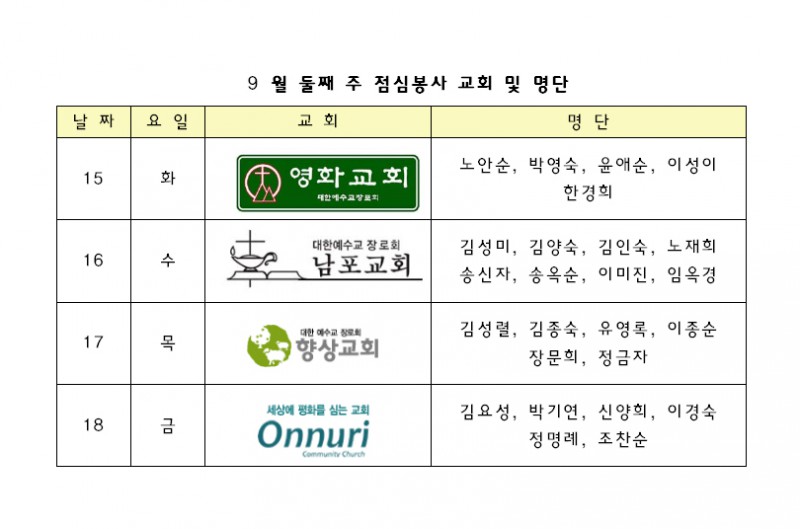 9 월 둘째 주 점심봉사 교회 및 명단
날 짜 요 일 교 회 명 단
15 화 영화교회 노안순, 박영숙, 윤애순, 이성이
대한예수교장로회 한경희
16 수 대한예수교 장로회 김성미, 김양숙, 김인숙, 노재희
남포교회 송신자, 송옥순, 이미진, 임옥경
17 목 대한 예수교 장로회 김성렬, 김종숙, 유영록, 이종순
향상교회 장문희, 정금자
18 금 세상에 평화를 심는 교회 김요성, 박기연, 신양희, 이경숙
Onnuri 정명례, 조찬순
Community Church